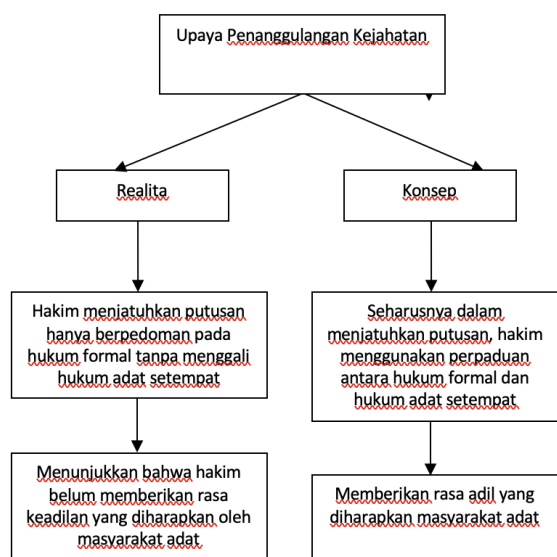 Upaya Penanggulangan Kejahatan
Realita
Konsep
Hakim menjatuhkan putusan
hanya berpedoman pada
hukum formal tanpa menggali
hukum adat setempat
Seharusnya dalam
menjatuhkan putusan, hakim
menggunakan perpaduan
antara hukum formal dan
hukum adat setempat
Menunjukkan bahwa hakim
belum memberikan rasa
keadilan yang diharapkan oleh
masyarakat adat
Memberikan rasa adil yang
diharapkan masyarakat adat